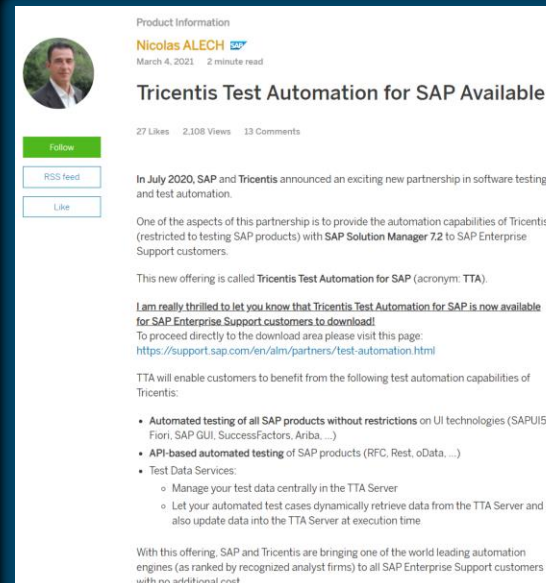 Product Information
Nicolas ALECH SAP
March 4, 2021 2 minute read
Tricentis Test Automation for SAP Available
27 Likes 2,108 Views 13 Comments
Follow
RSS feed
Like
In July 2020, SAP and Tricentis announced an exciting new partnership in software testing
and test automation.
One of the aspects of this partnership is to provide the automation capabilities of Tricentis
(restricted to testing SAP products) with SAP Solution Manager 7.2 to SAP Enterprise
Support customers.
This new offering is called Tricentis Test Automation for SAP (acronym: TTA).
I am really thrilled to let you know that Tricentis Test Automation for SAP is now available
for SAP Enterprise Support customers to download!
To proceed directly to the download area please visit this page:
https://support.sap.com/en/alm/partners/test-automation.html
TTA will enable customers to benefit from the following test automation capabilities of
Tricentis:
• Automated testing of all SAP products without restrictions on UI technologies (SAPUI5
Fiori, SAP GUI, SuccessFactors, Ariba, ...)
• API-based automated testing of SAP products (RFC, Rest, oData, ...)
• Test Data Services:
◦ Manage your test data centrally in the TTA Server
◦ Let your automated test cases dynamically retrieve data from the TTA Server and
also update data into the TTA Server at execution time
With this offering, SAP and Tricentis are bringing one of the world leading automation
engines (as ranked by recognized analyst firms) to all SAP Enterprise Support customers
with no additional cost